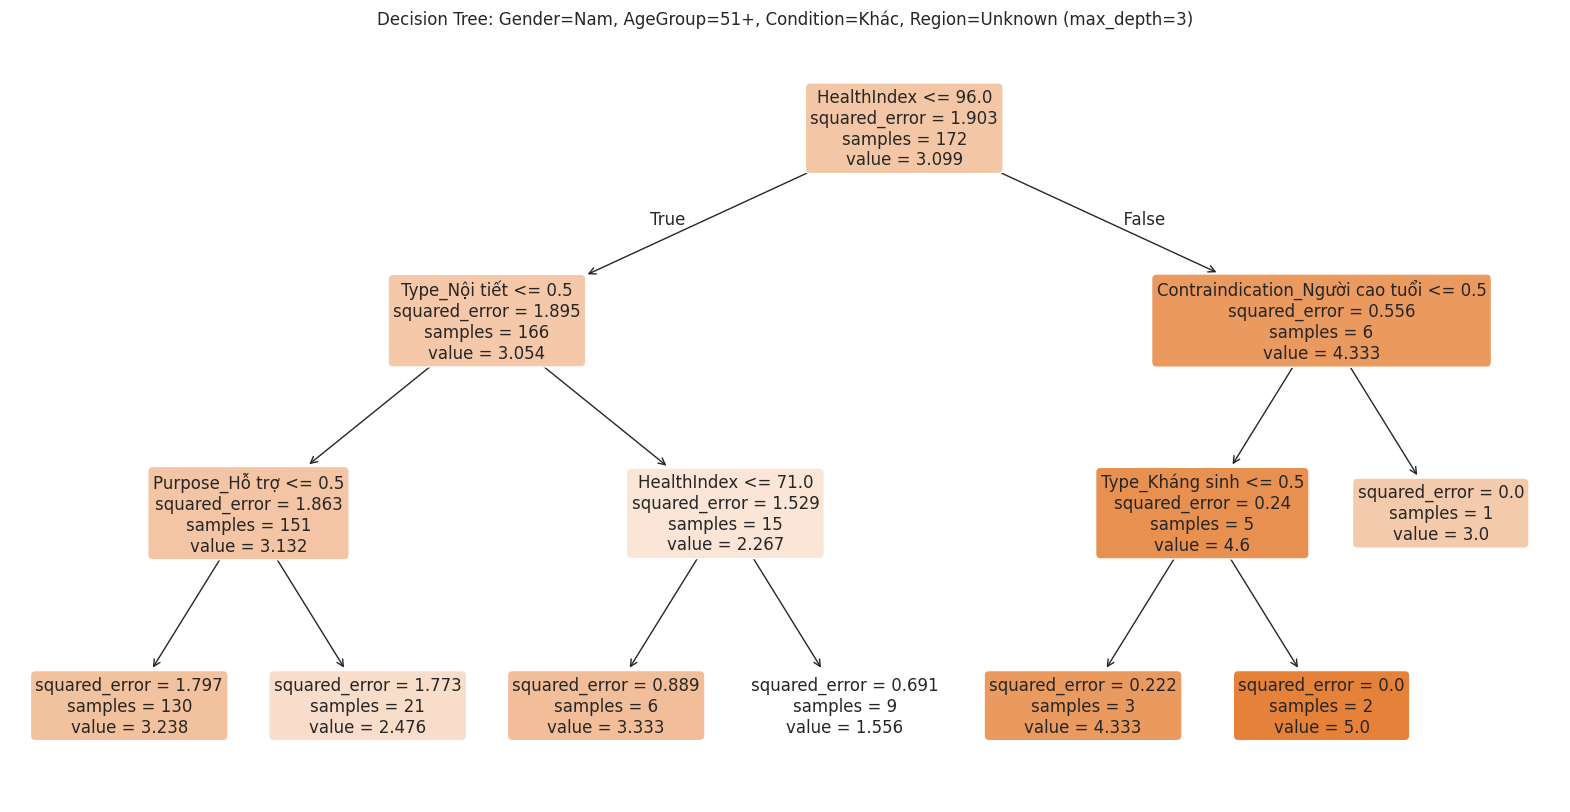 Decision Tree: Gender=Nam, AgeGroup=51+, Condition=Khác, Region=Unknown (max_depth=3)
HealthIndex <= 96.0
squared_error = 1.903
samples = 172
value = 3.099
True
False
Type_Nội tiết <= 0.5
squared_error = 1.895
samples = 166
value = 3.054
Contraindication_Người cao tuổi <= 0.5
squared_error = 0.556
samples = 6
value = 4.333
Purpose_Hỗ trợ <= 0.5
squared_error = 1.863
samples = 151
value = 3.132
HealthIndex <= 71.0
squared_error = 1.529
samples = 15
value = 2.267
Type_Kháng sinh <= 0.5
squared_error = 0.24
samples = 5
value = 4.6
squared_error = 0.0
samples = 1
value = 3.0
squared_error = 1.797
samples = 130
value = 3.238
squared_error = 1.773
samples = 21
value = 2.476
squared_error = 0.889
samples = 6
value = 3.333
squared_error = 0.691
samples = 9
value = 1.556
squared_error = 0.222
samples = 3
value = 4.333
squared_error = 0.0
samples = 2
value = 5.0